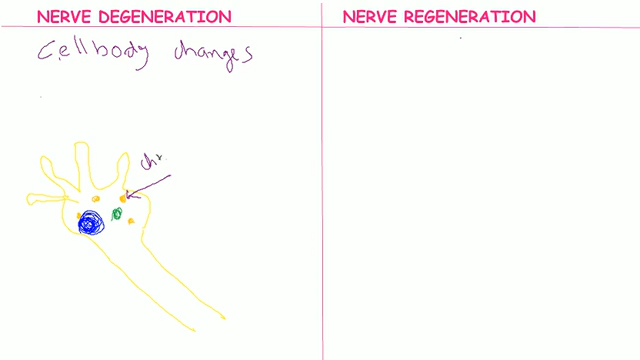 NERVE DEGENERATION
NERVE REGENERATION
Cellbody changes